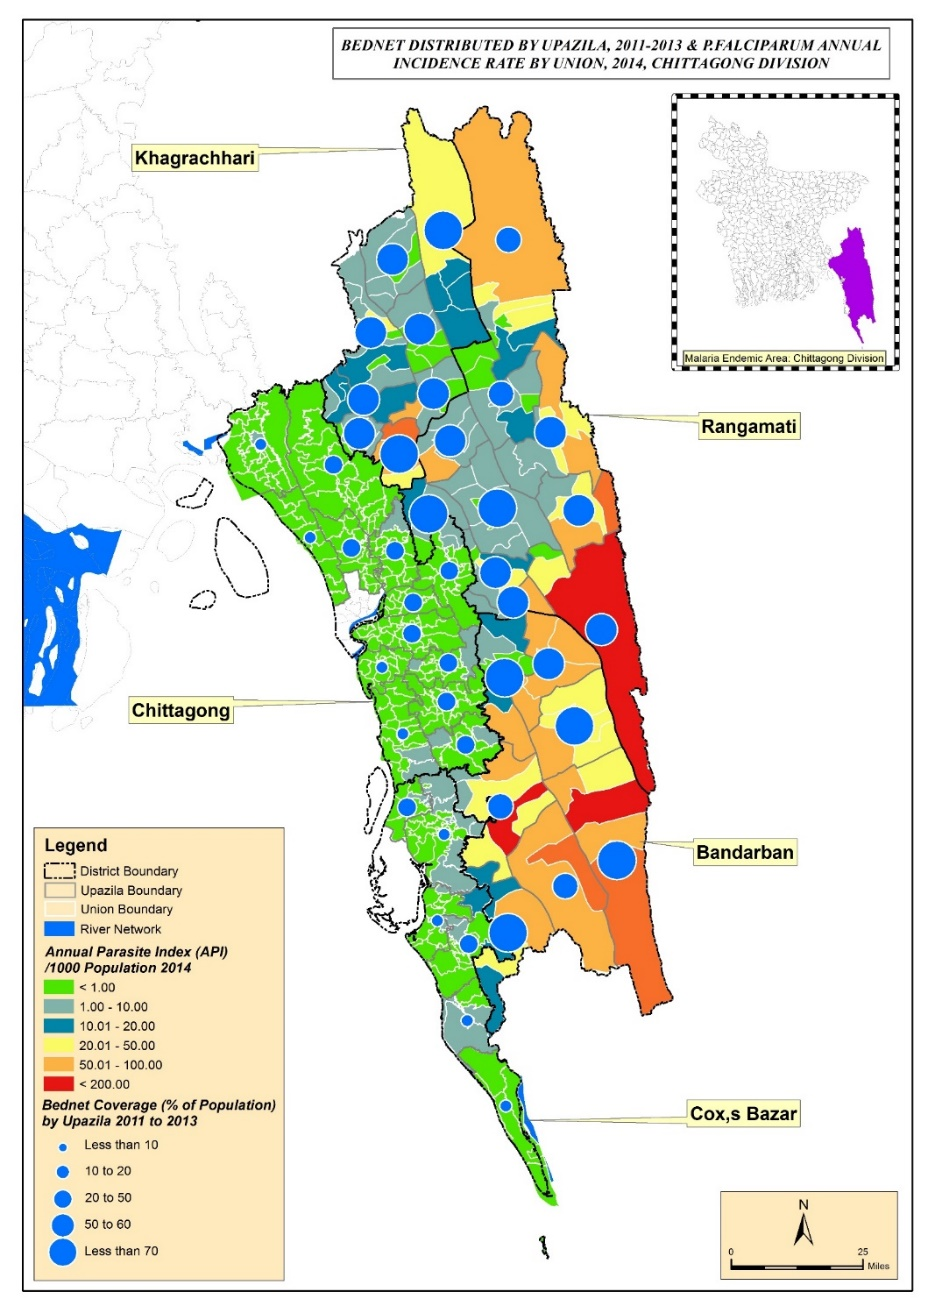 BEDNET DISTRIBUTED BY UPAZILA, 2011-2013 & P.FALCIPARUM ANNUAL
INCIDENCE RATE BY UNION, 2014, CHITTAGONG DIVISION
Khagrachhari
Malaria Endemic Area: Chittagong Division
Rangamati
Chittagong
Bandarban
Cox,s Bazar
Legend
District Boundary
Upazila Boundary
Union Boundary
River Network
Annual Parasite Index (API)
/1000 Population 2014
< 1.00
1.00 - 10.00
10.01 - 20.00
20.01 - 50.00
50.01 - 100.00
< 200.00
Bednet Coverage (% of Population)
by Upazila 2011 to 2013
Less than 10
10 to 20
20 to 50
50 to 60
Less than 70
N
0 25
Miles